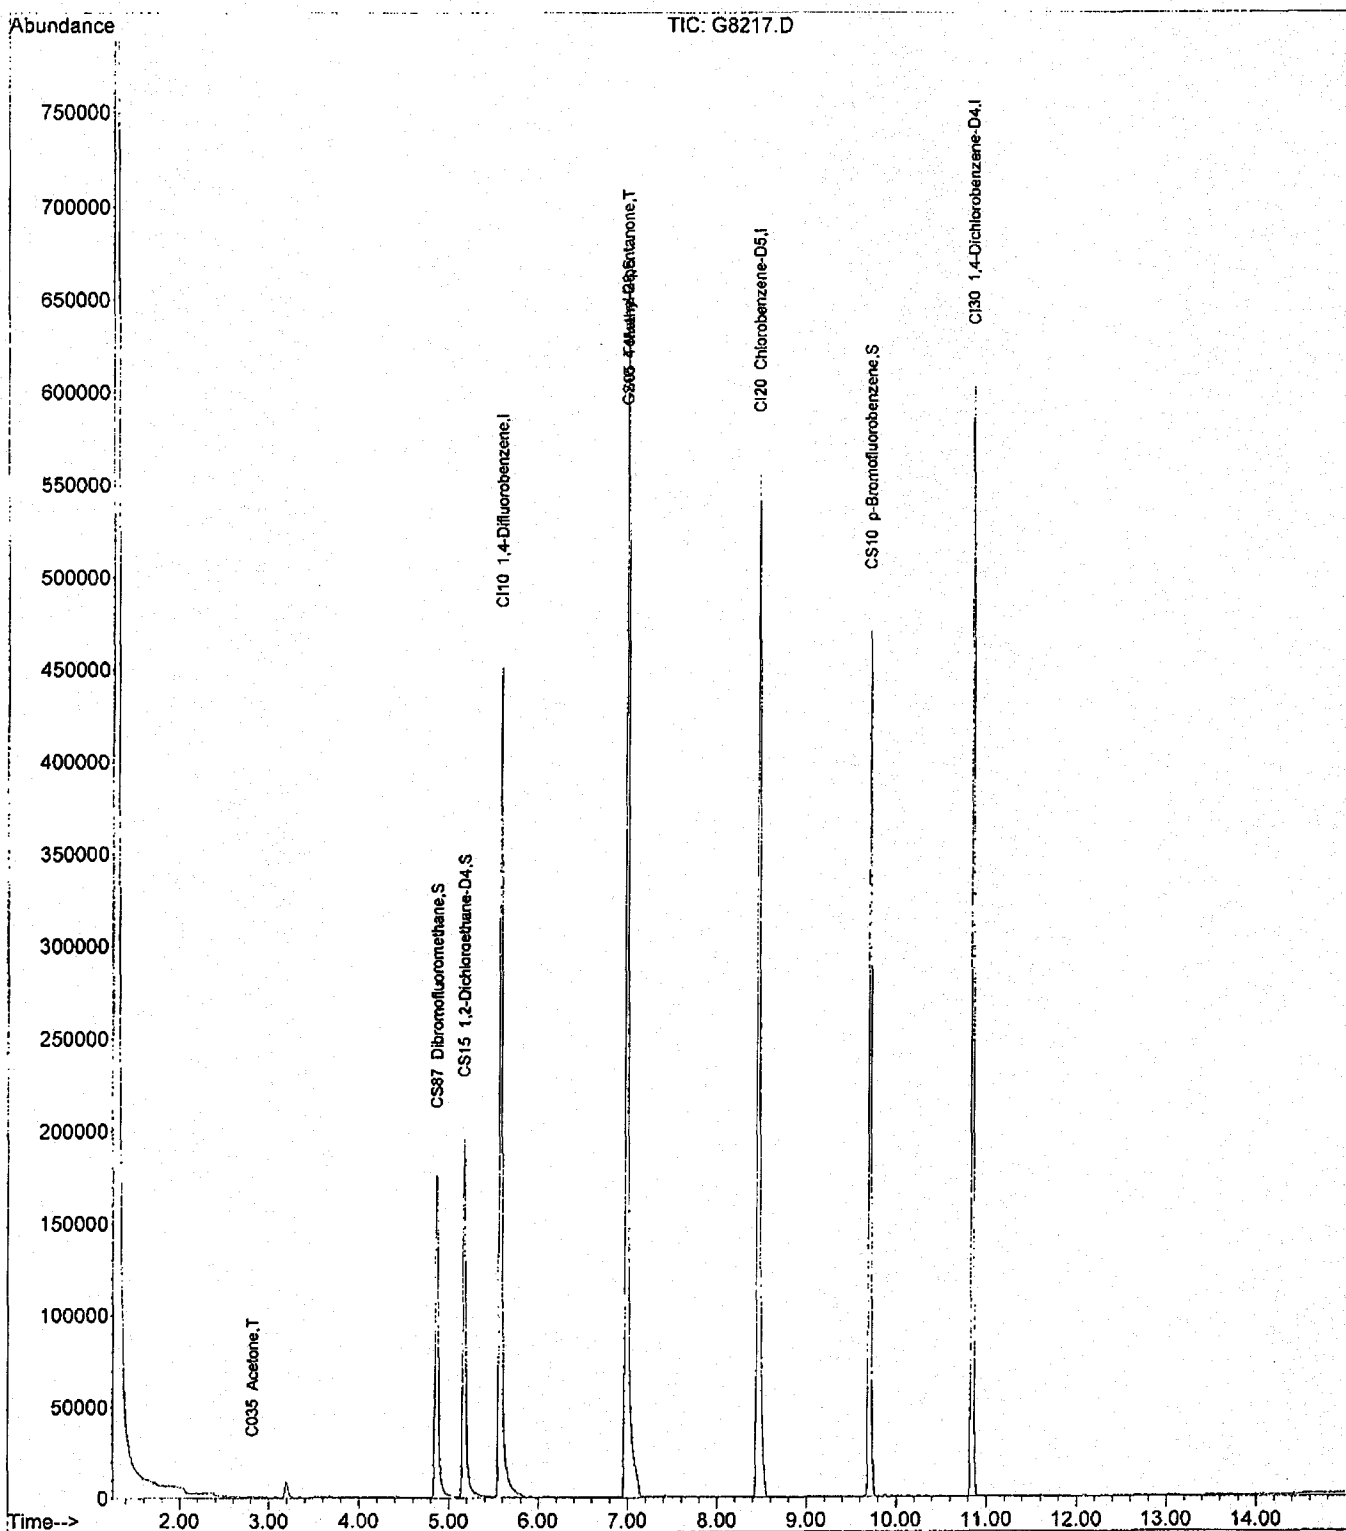 Abundance
TIC: G8217.D
750000
700000
650000
600000
550000
500000
450000
400000
350000
300000
250000
200000
150000
100000
50000
0
C035 Acetone,T
CS87 Dibromofluoromethane,S
CS15 1,2-Dichloroethane-D4,S
CI10 1,4-Difluorobenzene,I
CI20 Chlorobenzene-D5,I
CS10 p-Bromofluorobenzene,S
CI30 1,4-Dichlorobenzene-D4,I
Time--> 2.00 3.00 4.00 5.00 6.00 7.00 8.00 9.00 10.00 11.00 12.00 13.00 14.00